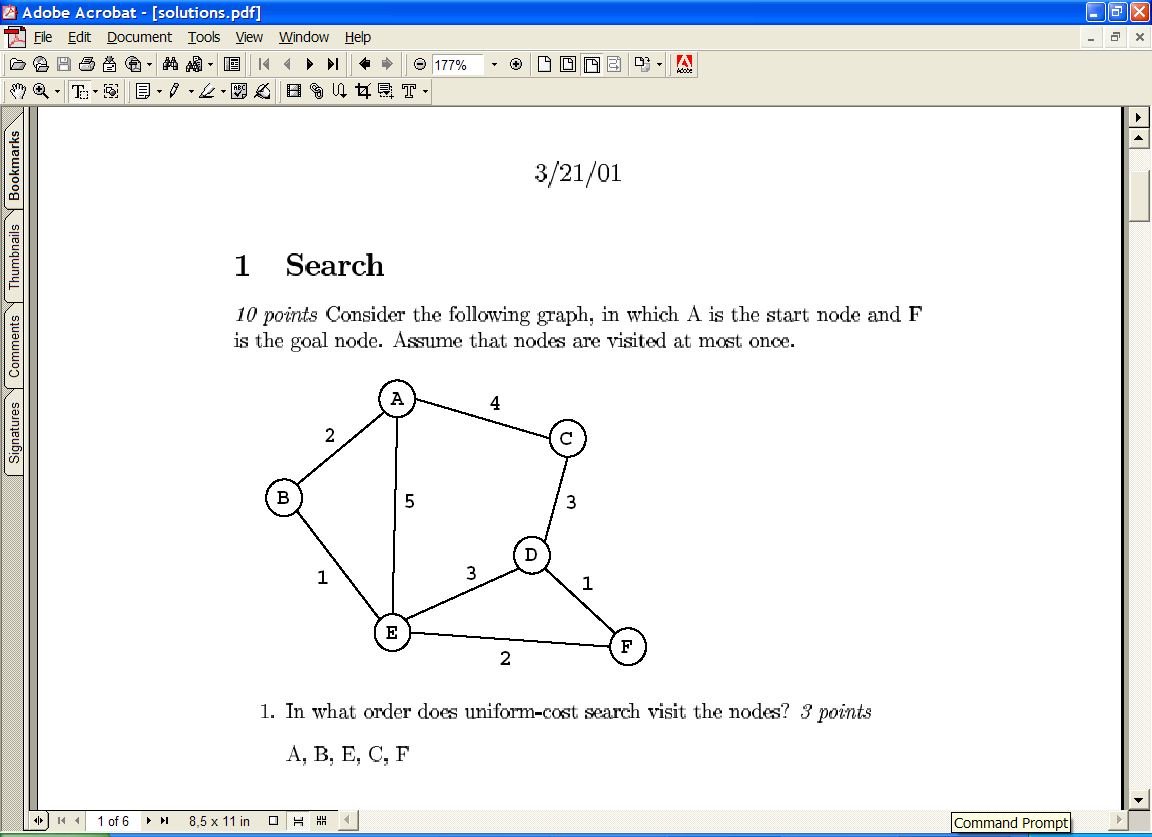 Adobe Acrobat - [solutions.pdf]
File Edit Document Tools View Window Help
177%
Adobe
T
ABC
T
Bookmarks
Thumbnails
Comments
Signatures
3/21/01
1 Search
10 points Consider the following graph, in which A is the start node and F
is the goal node. Assume that nodes are visited at most once.
A
4
C
2
B
5
3
D
1
3
1
E
F
2
1. In what order does uniform-cost search visit the nodes? 3 points
A, B, E, C, F
1 of 6 8,5 x 11 in
Command Prompt